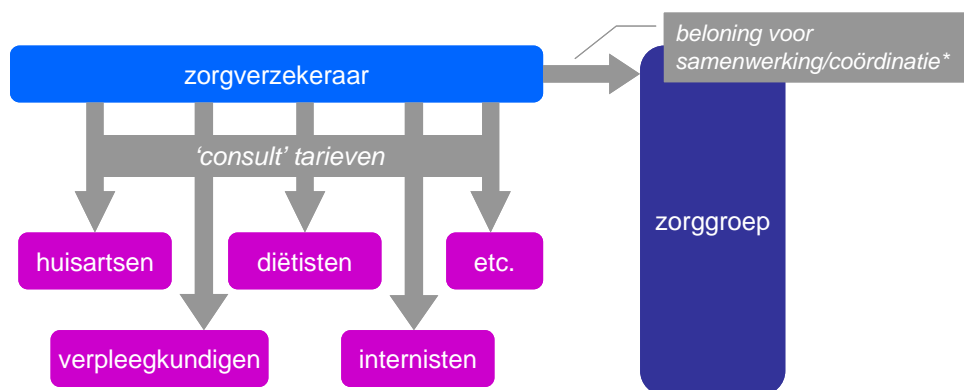 beloning voor
samenwerking/coördinatie*
zorgverzekeraar
‘consult’ tarieven
zorggroep
huisartsen
diëtisten
etc.
verpleegkundigen
internisten